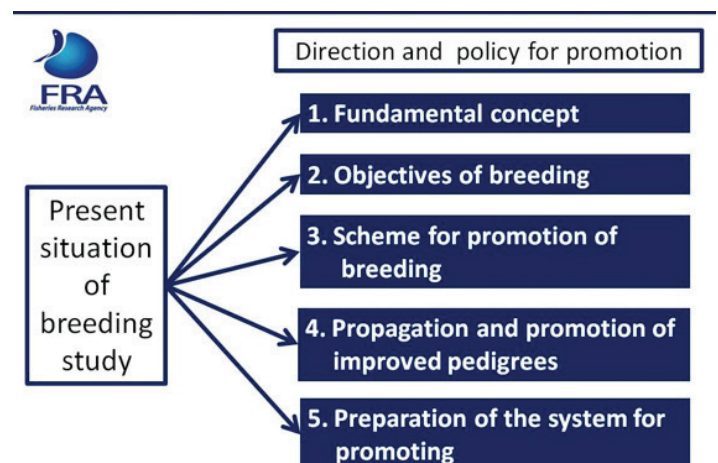 FRA
Fisheries Research Agency
Direction and policy for promotion
Present
situation
of
breeding
study
1. Fundamental concept
2. Objectives of breeding
3. Scheme for promotion of
breeding
4. Propagation and promotion of
improved pedigrees
5. Preparation of the system for
promoting